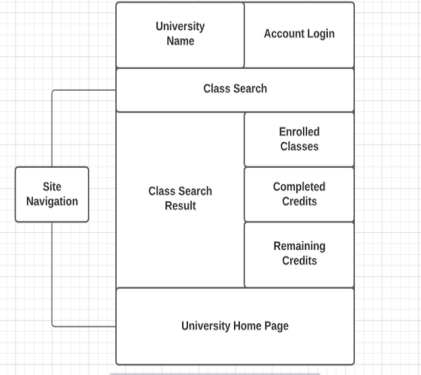 University
Name
Account Login
Class Search
Enrolled
Classes
Site
Navigation
Class Search
Result
Completed
Credits
Remaining
Credits
University Home Page